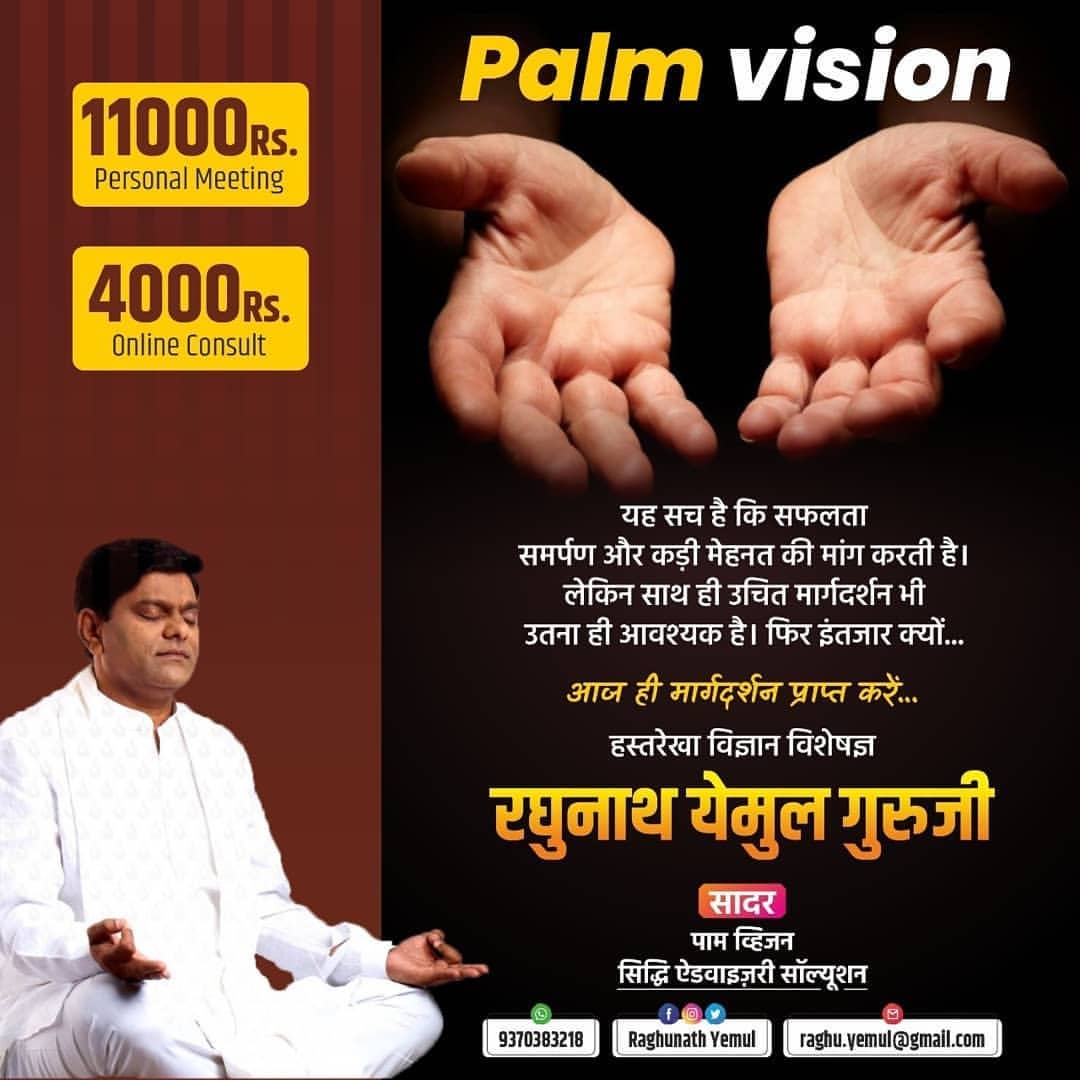 Palm vision
11000Rs.
Personal Meeting
4000Rs.
Online Consult
यह सच है कि सफलता
समर्पण और कड़ी मेहनत की मांग करती है।
लेकिन साथ ही उचित मार्गदर्शन भी
उतना ही आवश्यक है। फिर इंतजार क्यों...
आज ही मार्गदर्शन प्राप्त करें...
हस्तरेखा विज्ञान विशेषज्ञ
रघुनाथ येमुल गुरुजी
सादर
पाम व्हिजन
सिद्धि ऐडवाइज़री सॉल्यूशन
9370383218
Raghunath Yemul
raghu.yemul@gmail.com